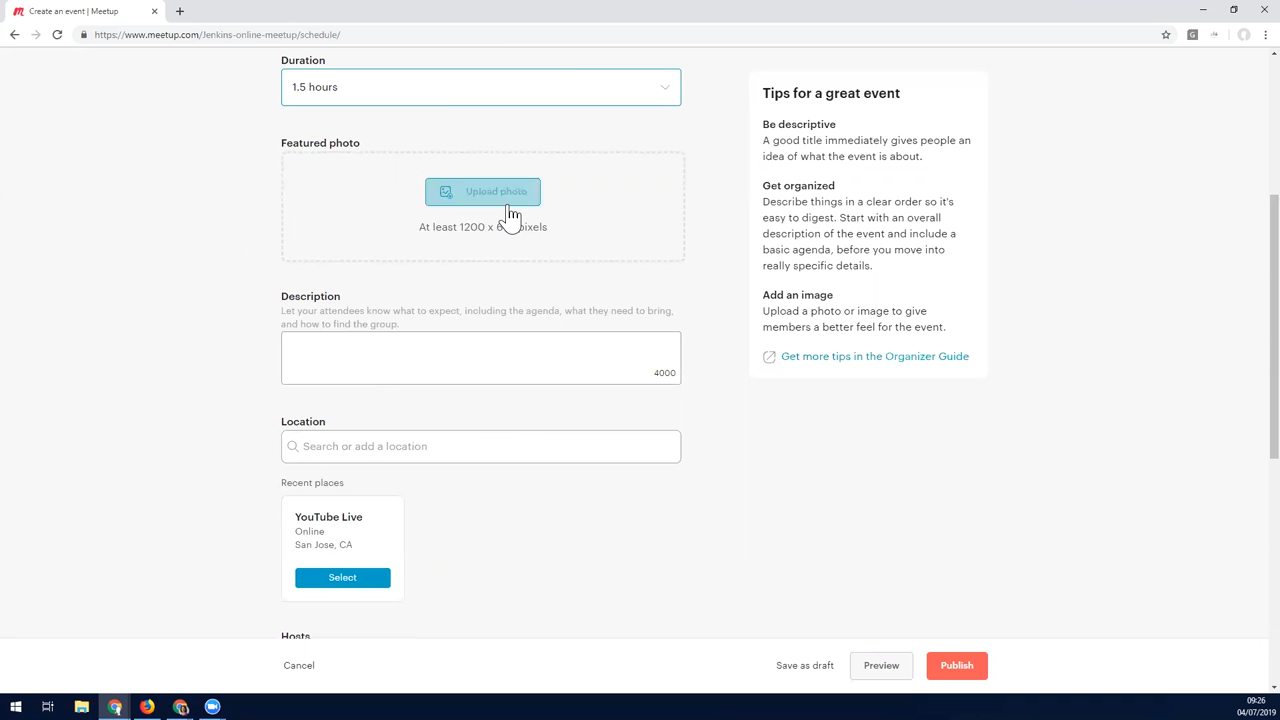 Create an event | Meetup
https://www.meetup.com/Jenkins-online-meetup/schedule/
Duration
1.5 hours
Featured photo
Upload photo
At least 1200 x pixels
Description
Let your attendees know what to expect, including the agenda, what they need to bring,
and how to find the group.
4000
Location
Search or add a location
Recent places
YouTube Live
Online
San Jose, CA
Select
Hosts
Tips for a great event
Be descriptive
A good title immediately gives people an
idea of what the event is about.
Get organized
Describe things in a clear order so it's
easy to digest. Start with an overall
description of the event and include a
basic agenda, before you move into
really specific details.
Add an image
Upload a photo or image to give
members a better feel for the event.
Get more tips in the Organizer Guide
Cancel
Save as draft
Preview
Publish
09:26
04/07/2019